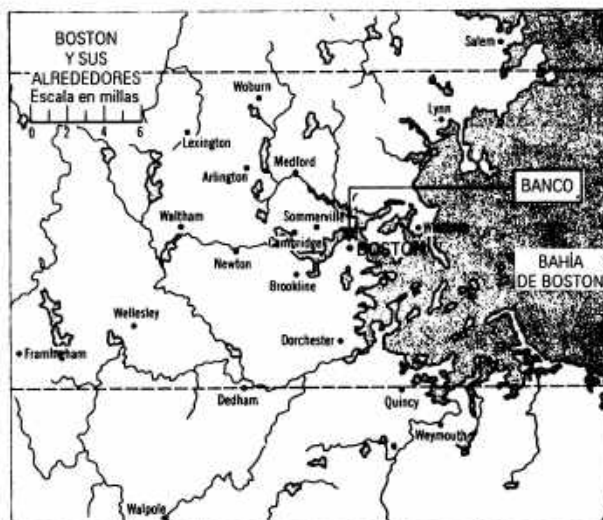 BOSTON
Y SUS
ALREDEDORES
Escala en millas
0 2 4 6
Salem
Woburn
Lynn
Lexington
Medford
Arlington
BANCO
Waltham
Sommerville
Cambridge
BOSTON
Newton
BAHÍA
DE BOSTON
Brookline
Wellesley
Dorchester
Framingham
Dedham
Quincy
Weymouth
Walpole